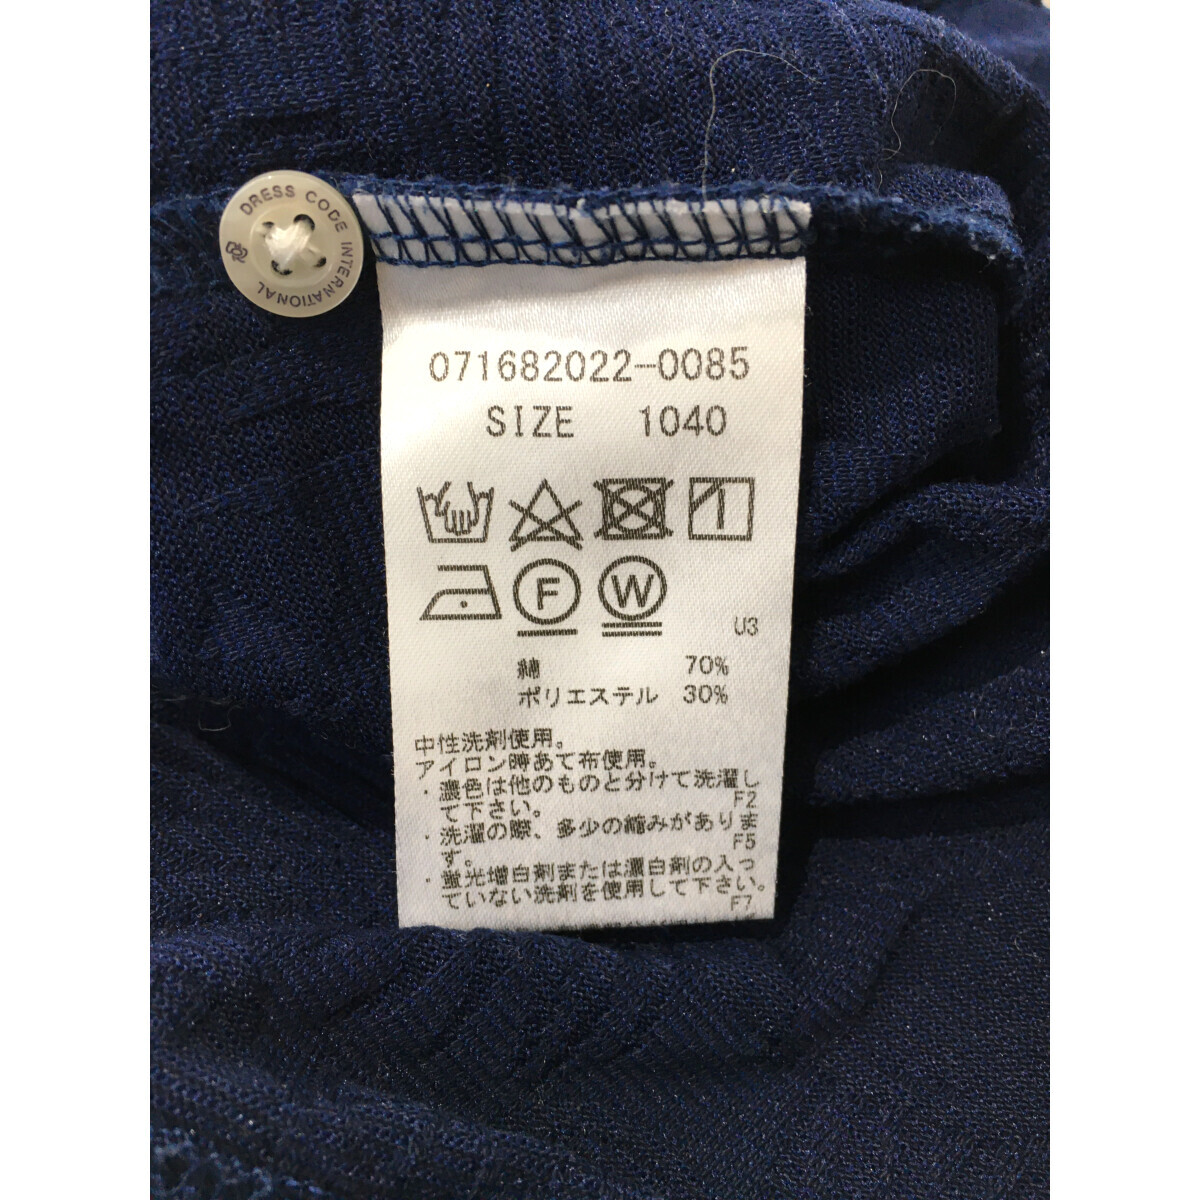 DRESS CODE INTERNATIONAL
071682022-0085
SIZE 1040
F W
U3
綿 70%
ポリエステル 30%
中性洗剤使用。
アイロン時あて布使用。
・濃色は他のものと分けて洗濯し
て下さい。 F2
・洗濯の際、多少の縮みがありま
す。 F5
・蛍光増白剤または漂白剤の入っ
ていない洗剤を使用して下さい。
F7